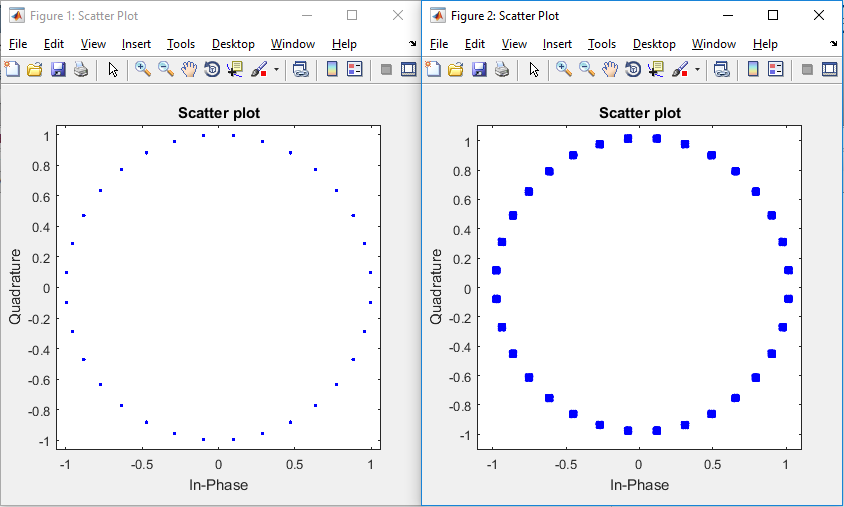 Figure 1: Scatter Plot
File Edit View Insert Tools Desktop Window Help
Scatter plot
1
0.8
0.6
0.4
0.2
0
-0.2
-0.4
-0.6
-0.8
-1
Quadrature
-1 -0.5 0 0.5 1
In-Phase
Figure 2: Scatter Plot
File Edit View Insert Tools Desktop Window Help
Scatter plot
1
0.8
0.6
0.4
0.2
0
-0.2
-0.4
-0.6
-0.8
-1
Quadrature
-1 -0.5 0 0.5 1
In-Phase